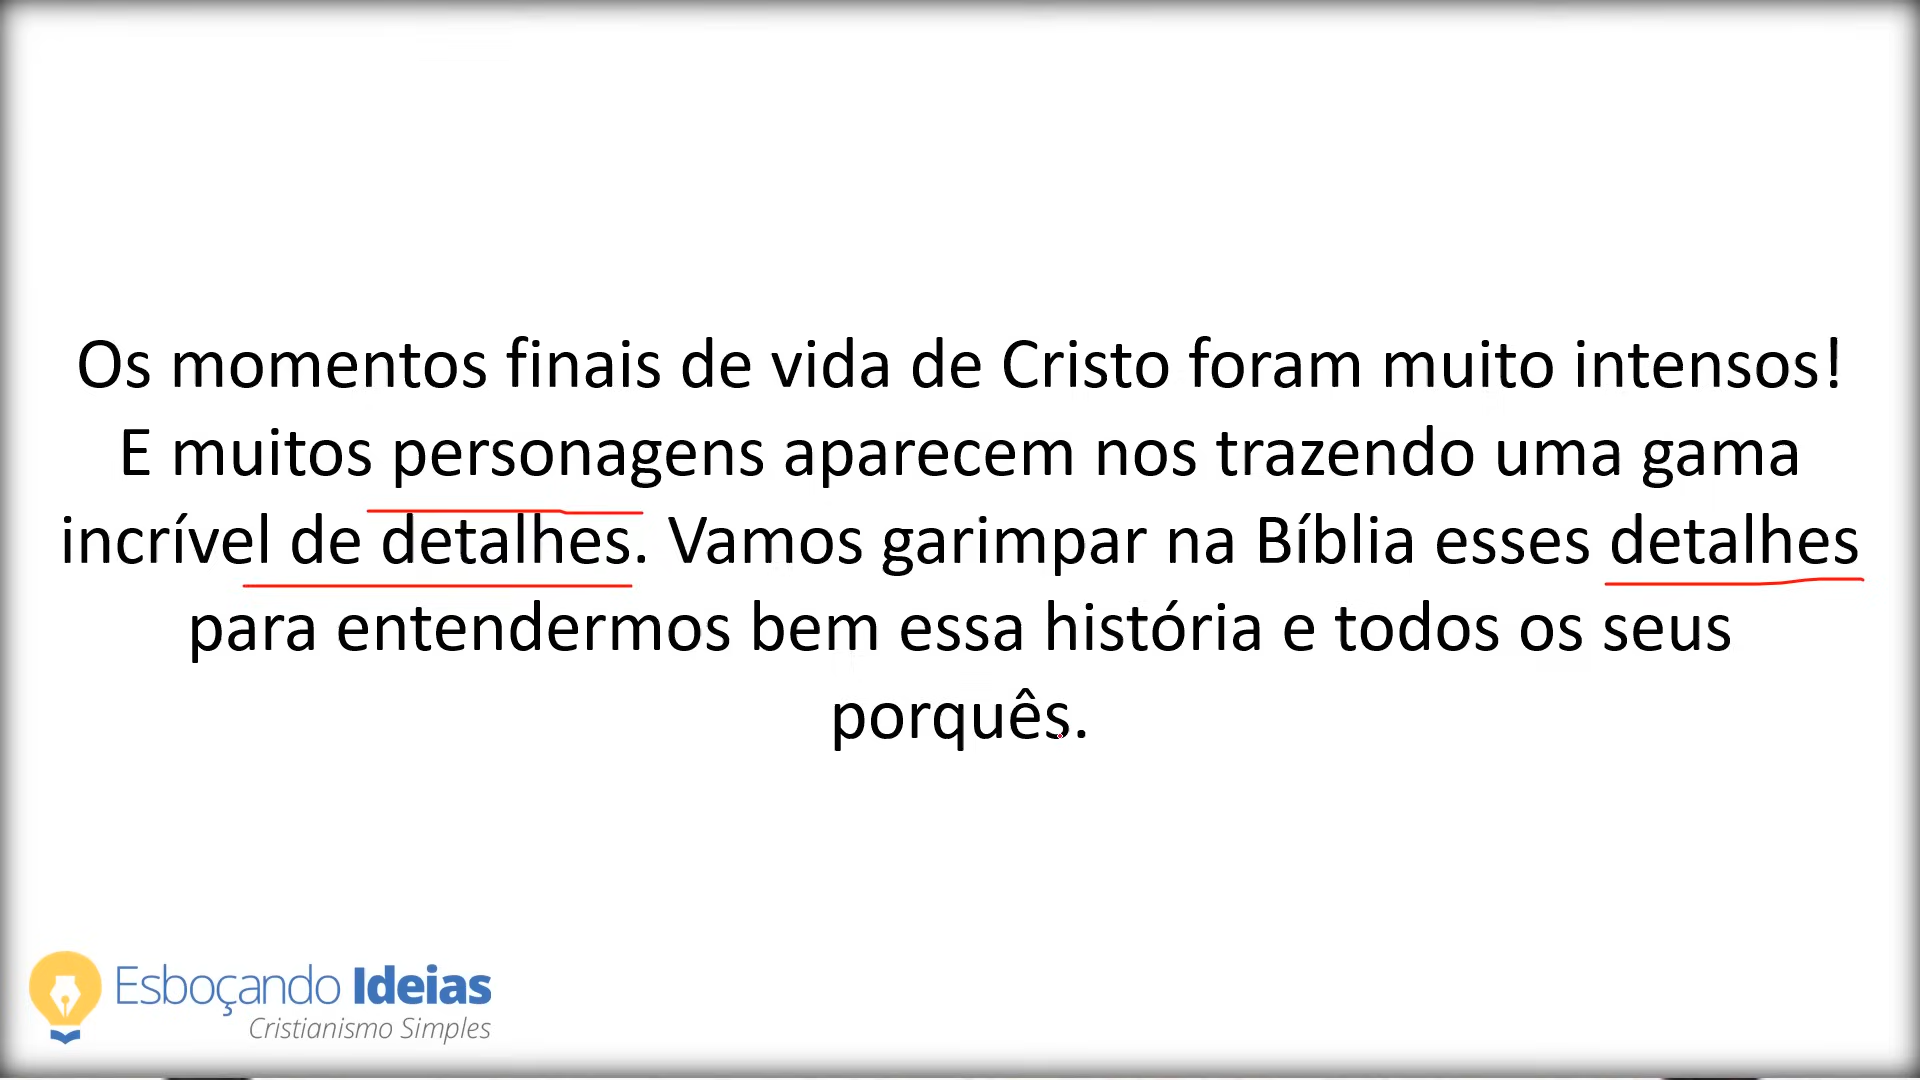 Os momentos finais de vida de Cristo foram muito intensos!
E muitos personagens aparecem nos trazendo uma gama
incrível de detalhes. Vamos garimpar na Bíblia esses detalhes
para entendermos bem essa história e todos os seus
porquês.
Esboçando Ideias
Cristianismo Simples